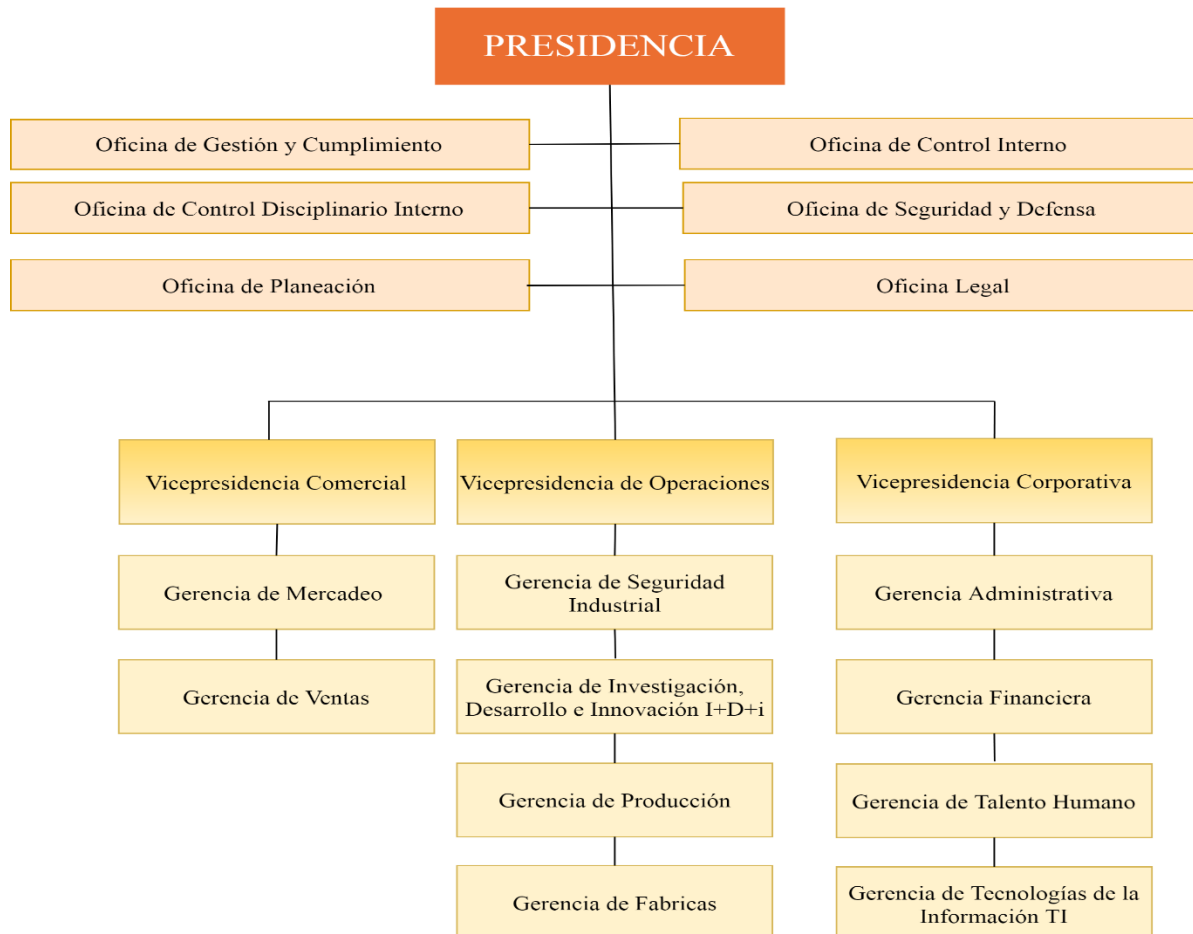 PRESIDENCIA
Oficina de Gestión y Cumplimiento
Oficina de Control Interno
Oficina de Control Disciplinario Interno
Oficina de Seguridad y Defensa
Oficina de Planeación
Oficina Legal
Vicepresidencia Comercial
Vicepresidencia de Operaciones
Vicepresidencia Corporativa
Gerencia de Mercadeo
Gerencia de Seguridad
Industrial
Gerencia Administrativa
Gerencia de Ventas
Gerencia de Investigación,
Desarrollo e Innovación I+D+i
Gerencia Financiera
Gerencia de Producción
Gerencia de Talento Humano
Gerencia de Fabricas
Gerencia de Tecnologías de la
Información TI